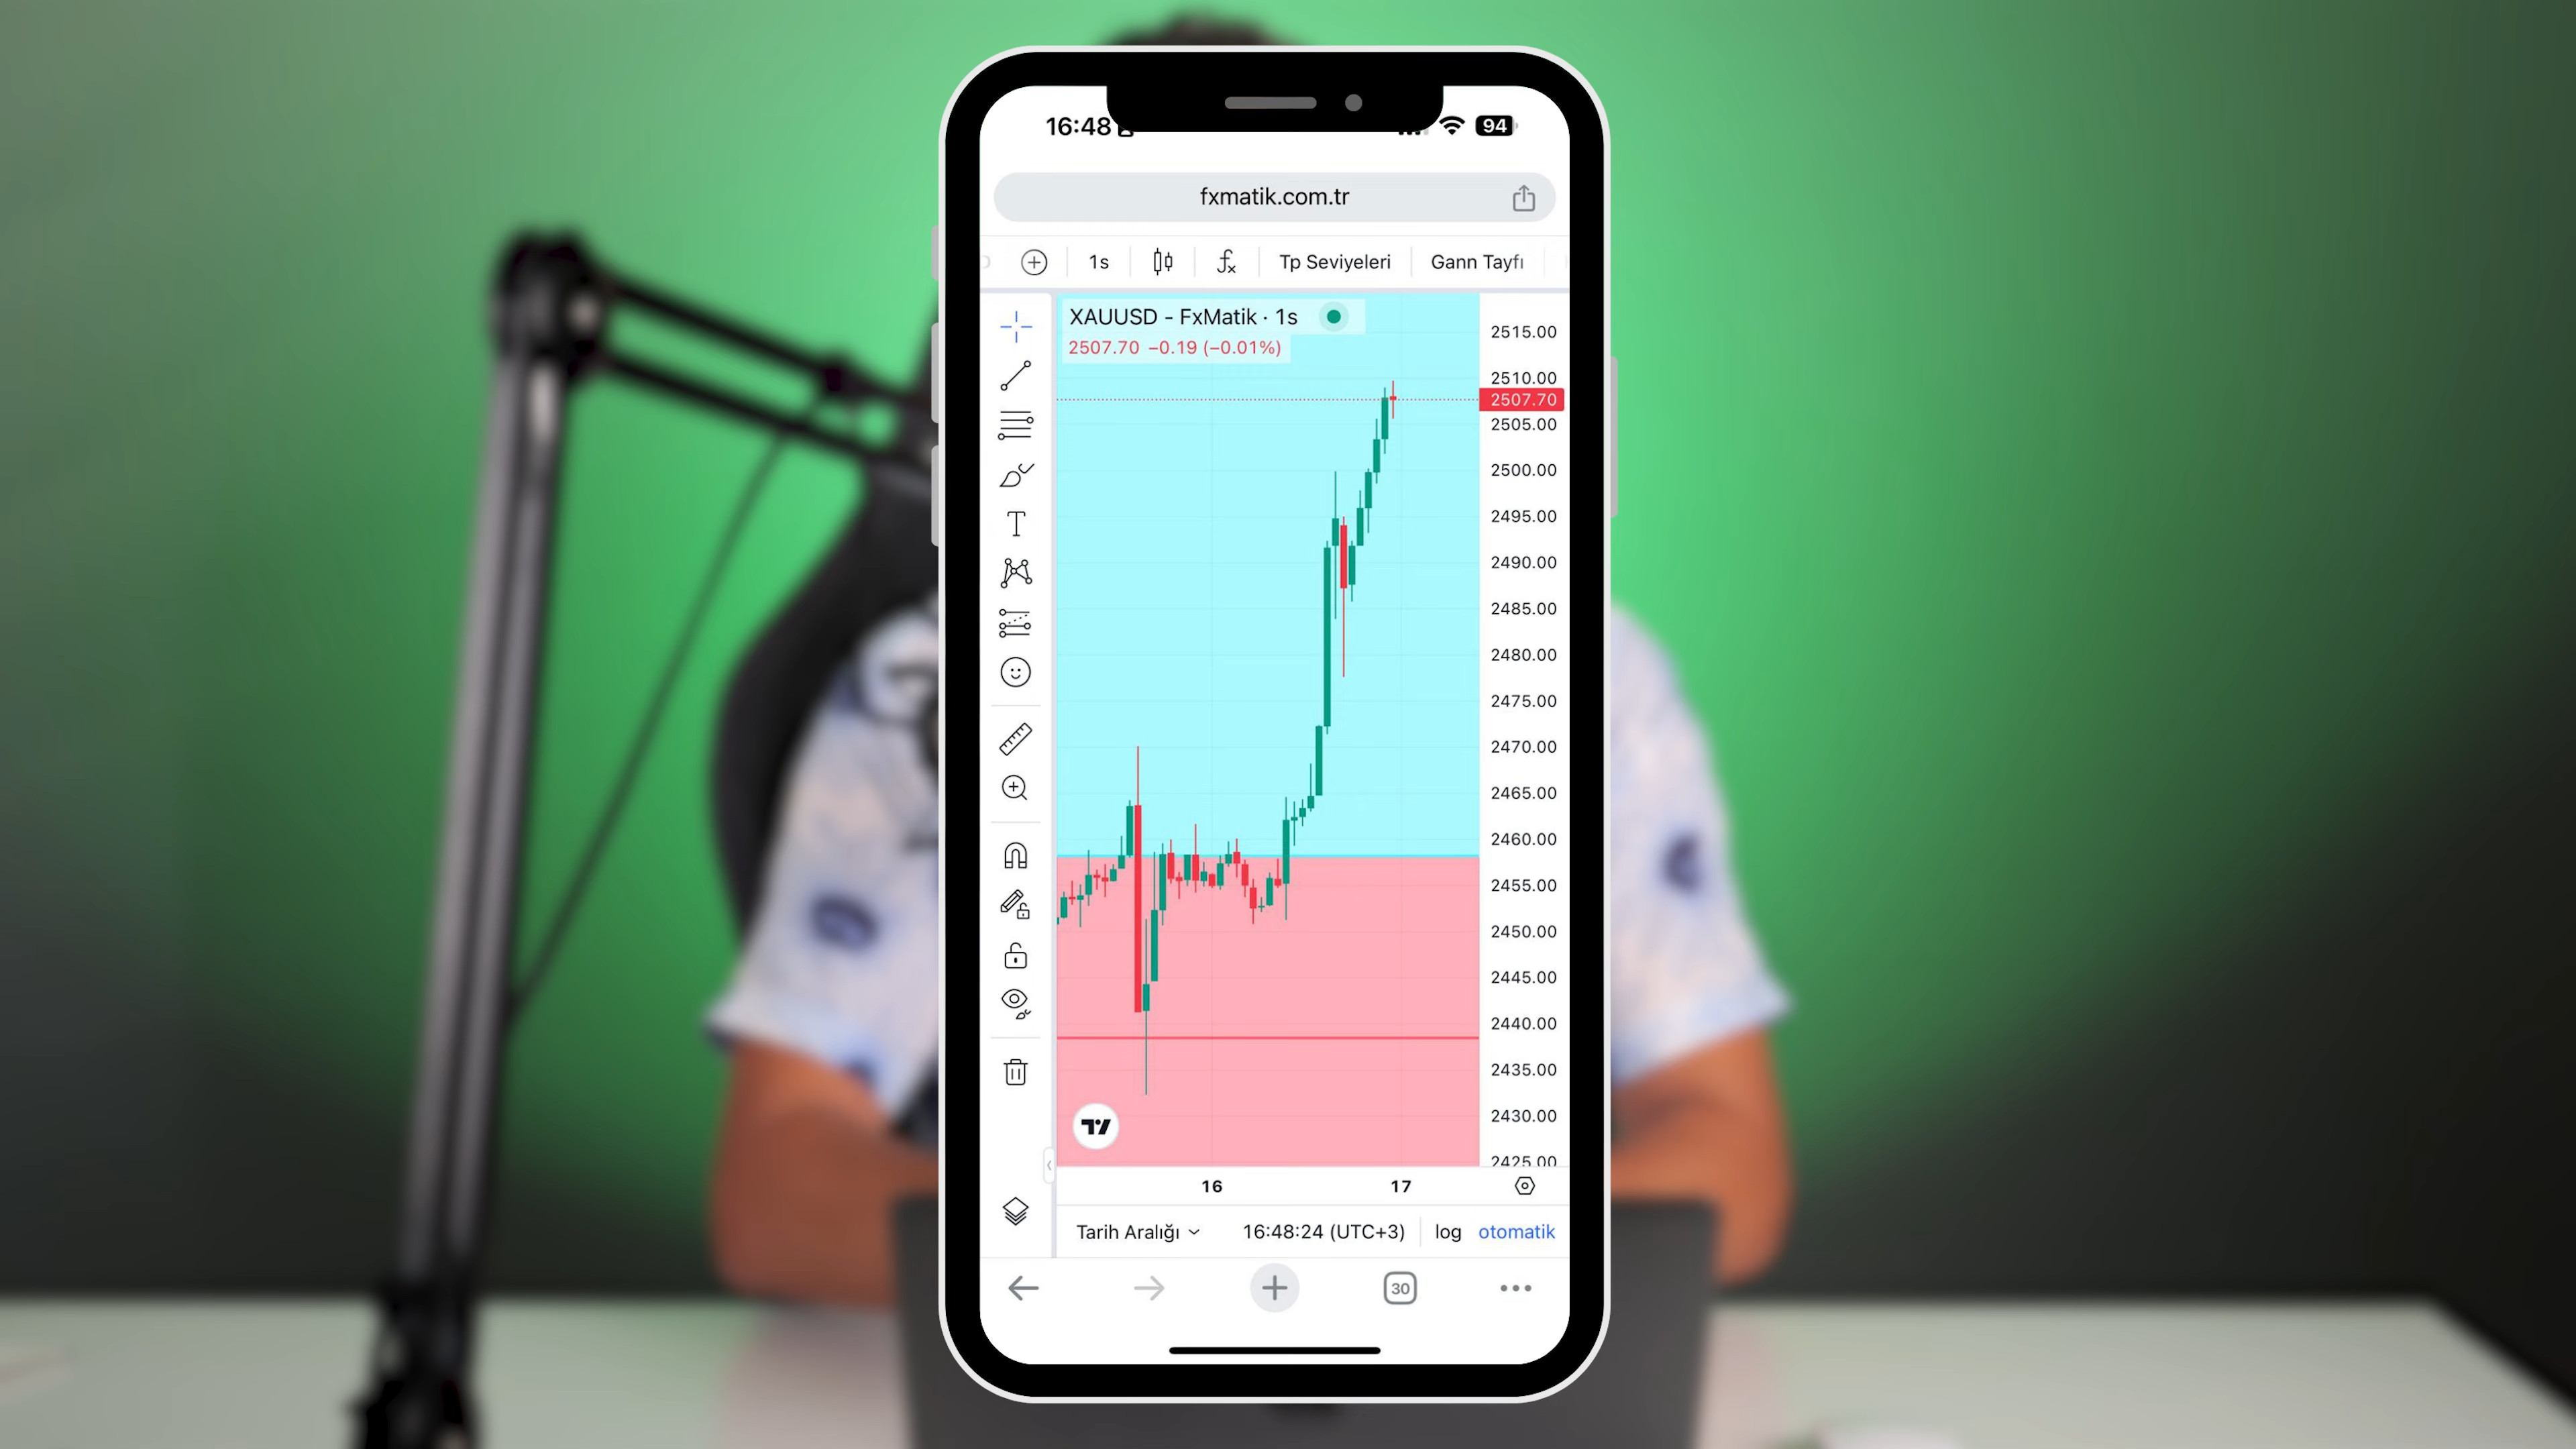 16:48
94
fxmatik.com.tr
1s
fx
Tp Seviyeleri
Gann Tayfı
XAUUSD - FxMatik · 1s
2507.70 −0.19 (−0.01%)
2515.00
2510.00
2507.70
2505.00
2500.00
2495.00
2490.00
2485.00
2480.00
2475.00
2470.00
2465.00
2460.00
2455.00
2450.00
2445.00
2440.00
2435.00
2430.00
2425.00
T
16
17
Tarih Aralığı
16:48:24 (UTC+3)
log
otomatik
30